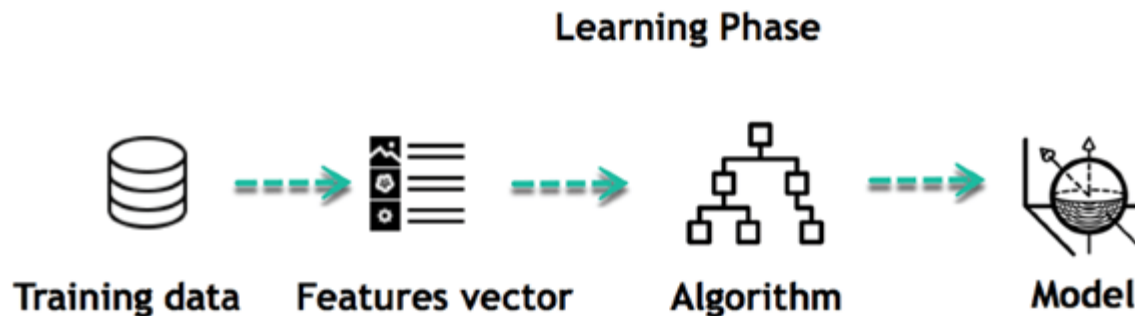 Learning Phase
Training data
Features vector
Algorithm
Model